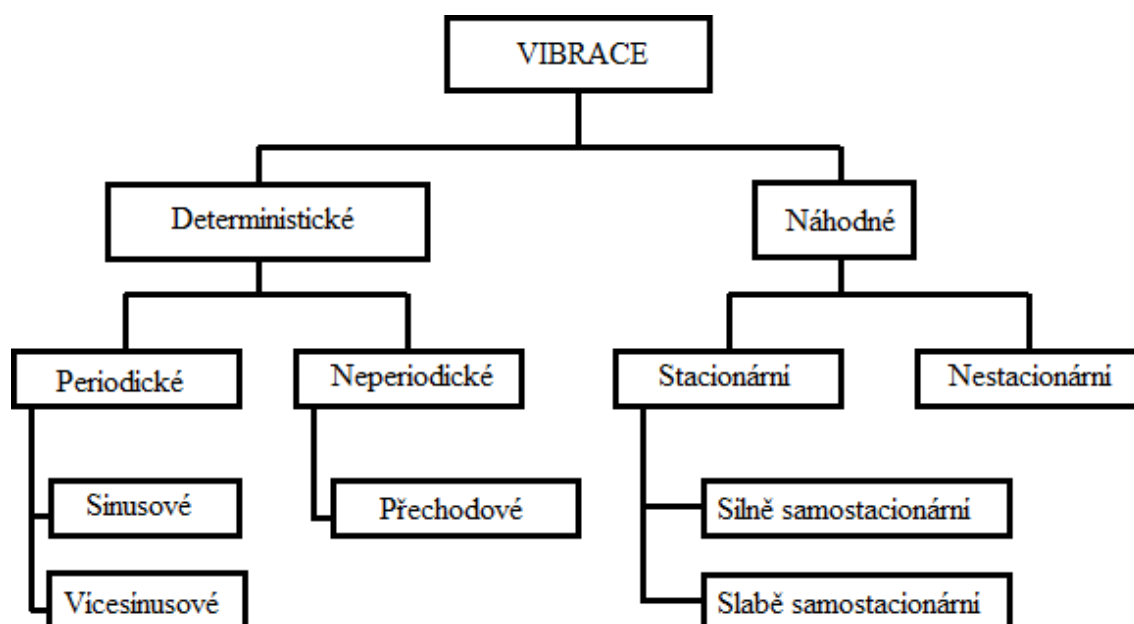 VIBRACE
Deterministické
Náhodné
Periodické
Neperiodické
Stacionární
Nestacionární
Sinusové
Přechodové
Silně samostacionární
Vícesinusové
Slabě samostacionární